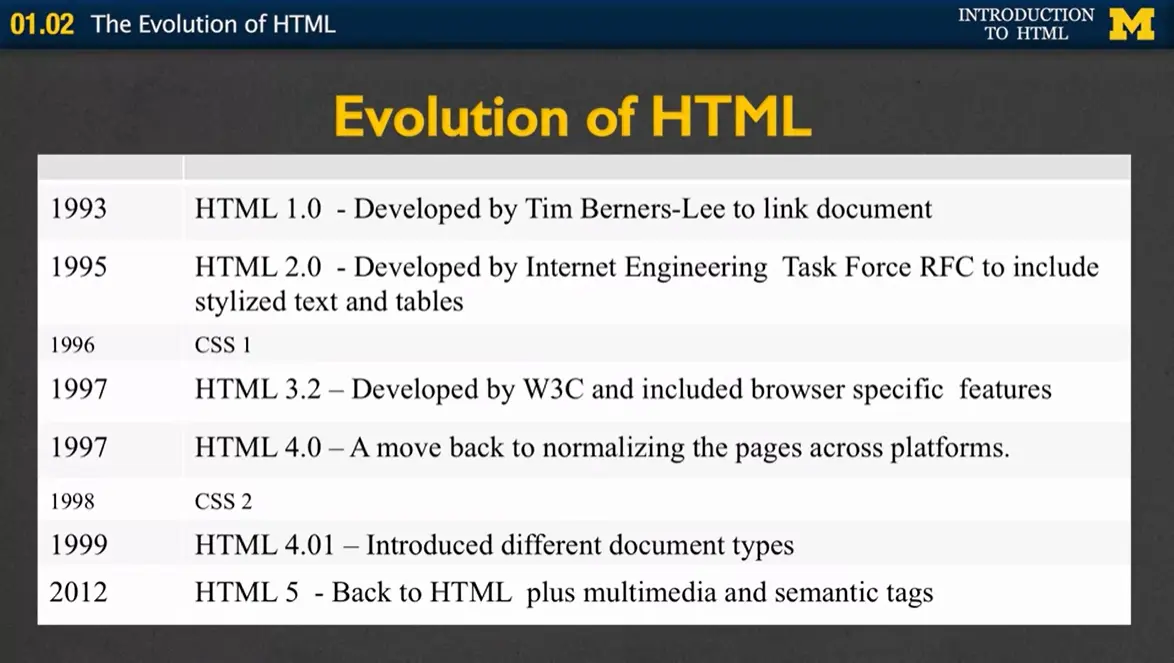 01.02 The Evolution of HTML
INTRODUCTION
TO HTML
M
Evolution of HTML
1993 HTML 1.0 - Developed by Tim Berners-Lee to link document
1995 HTML 2.0 - Developed by Internet Engineering Task Force RFC to include
stylized text and tables
1996 CSS 1
1997 HTML 3.2 – Developed by W3C and included browser specific features
1997 HTML 4.0 – A move back to normalizing the pages across platforms.
1998 CSS 2
1999 HTML 4.01 – Introduced different document types
2012 HTML 5 - Back to HTML plus multimedia and semantic tags